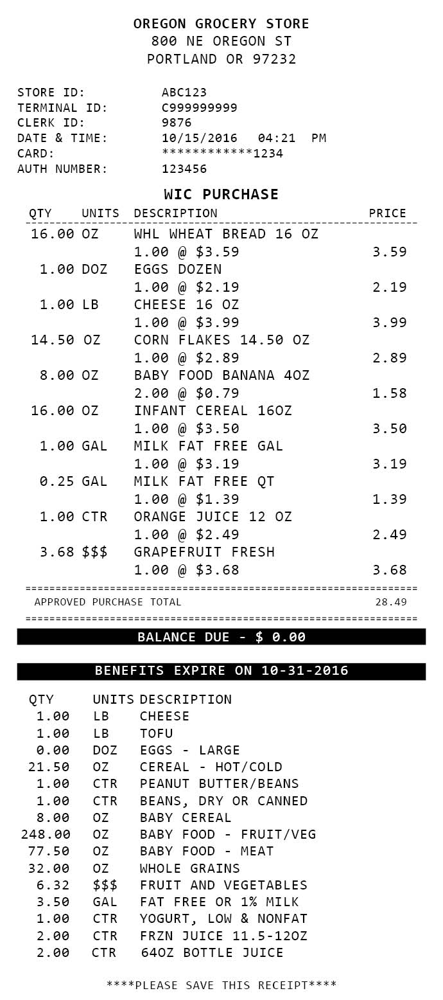 OREGON GROCERY STORE
800 NE OREGON ST
PORTLAND OR 97232
STORE ID: ABC123
TERMINAL ID: C999999999
CLERK ID: 9876
DATE & TIME: 10/15/2016 04:21 PM
CARD: ************1234
AUTH NUMBER: 123456
WIC PURCHASE
QTY UNITS DESCRIPTION PRICE
16.00 OZ WHL WHEAT BREAD 16 OZ
1.00 @ $3.59 3.59
1.00 DOZ EGGS DOZEN
1.00 @ $2.19 2.19
1.00 LB CHEESE 16 OZ
1.00 @ $3.99 3.99
14.50 OZ CORN FLAKES 14.50 OZ
1.00 @ $2.89 2.89
8.00 OZ BABY FOOD BANANA 4OZ
2.00 @ $0.79 1.58
16.00 OZ INFANT CEREAL 16OZ
1.00 @ $3.50 3.50
1.00 GAL MILK FAT FREE GAL
1.00 @ $3.19 3.19
0.25 GAL MILK FAT FREE QT
1.00 @ $1.39 1.39
1.00 CTR ORANGE JUICE 12 OZ
1.00 @ $2.49 2.49
3.68 $$$ GRAPEFRUIT FRESH
1.00 @ $3.68 3.68
APPROVED PURCHASE TOTAL 28.49
BALANCE DUE - $ 0.00
BENEFITS EXPIRE ON 10-31-2016
QTY UNITS DESCRIPTION
1.00 LB CHEESE
1.00 LB TOFU
0.00 DOZ EGGS - LARGE
21.50 OZ CEREAL - HOT/COLD
1.00 CTR PEANUT BUTTER/BEANS
1.00 CTR BEANS, DRY OR CANNED
8.00 OZ BABY CEREAL
248.00 OZ BABY FOOD - FRUIT/VEG
77.50 OZ BABY FOOD - MEAT
32.00 OZ WHOLE GRAINS
6.32 $$$ FRUIT AND VEGETABLES
3.50 GAL FAT FREE OR 1% MILK
1.00 CTR YOGURT, LOW & NONFAT
2.00 CTR FRZN JUICE 11.5-12OZ
2.00 CTR 64OZ BOTTLE JUICE
****PLEASE SAVE THIS RECEIPT****